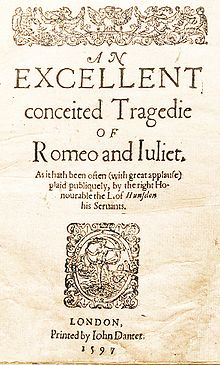 AN
EXCELLENT
conceited Tragedie
OF
Romeo and Iuliet.
As it hath been often (with great applause)
plaid publiquely, by the right Ho-
nourable the L. of Hunsdon
his Seruants.
LONDON,
Printed by Iohn Danter.
1597